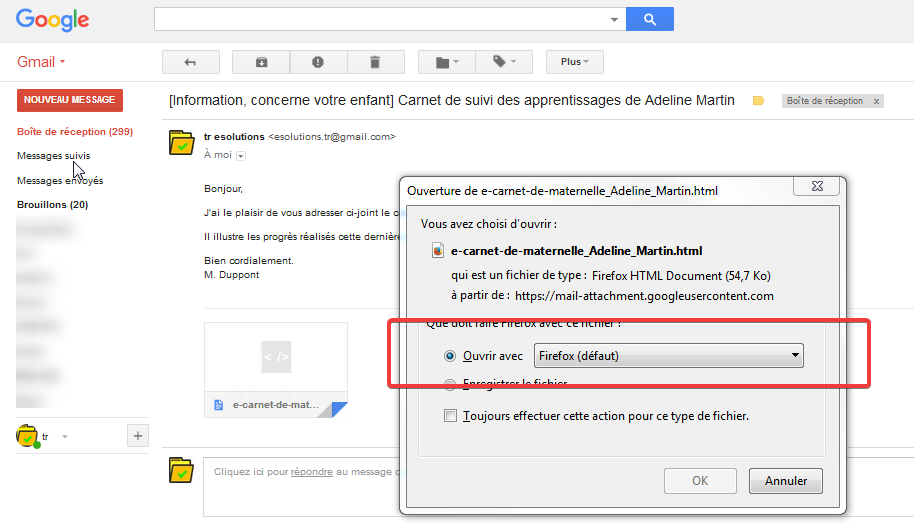 Google
Gmail
Plus
NOUVEAU MESSAGE
[Information, concerne votre enfant] Carnet de suivi des apprentissages de Adeline Martin
Boîte de réception x
Boîte de réception (299)
Messages suivis
Messages envoyés
Brouillons (20)
tr
tr esolutions <esolutions.tr@gmail.com>
À moi
Bonjour,
J'ai le plaisir de vous adresser ci-joint le
Il illustre les progrès réalisés cette dernière
Bien cordialement.
M. Duppont
</>
e-carnet-de-mat...
Cliquez ici pour répondre au message
Ouverture de e-carnet-de-maternelle_Adeline_Martin.html
Vous avez choisi d'ouvrir :
e-carnet-de-maternelle_Adeline_Martin.html
qui est un fichier de type : Firefox HTML Document (54,7 Ko)
à partir de : https://mail-attachment.googleusercontent.com
Que doit faire Firefox avec ce fichier ?
Ouvrir avec Firefox (défaut)
Enregistrer le fichier
Toujours effectuer cette action pour ce type de fichier.
OK Annuler